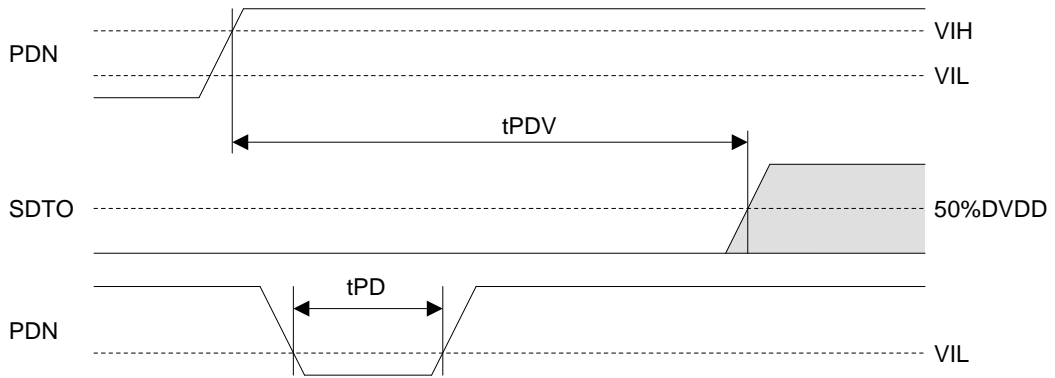 VIH
PDN
VIL
tPDV
SDTO
50%DVDD
tPD
PDN
VIL